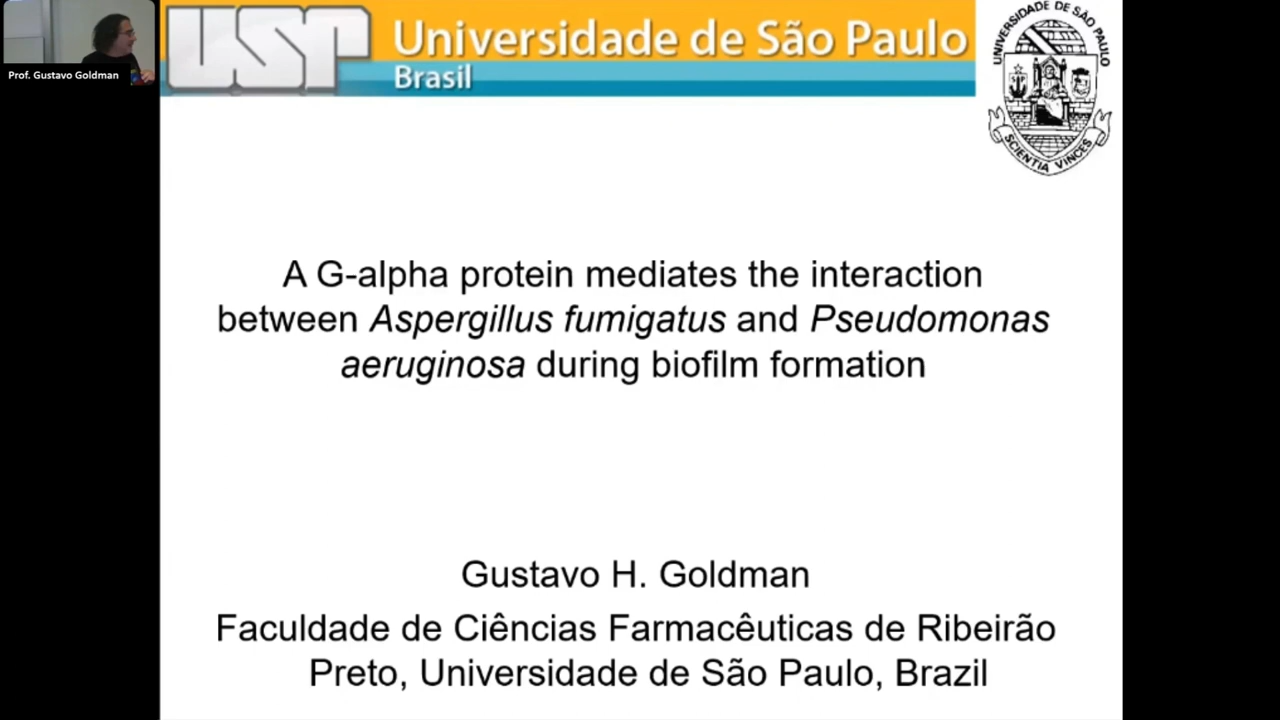 Prof. Gustavo Goldman
USP
Universidade de São Paulo
Brasil
UNIVERSIDADE DE SÃO PAULO
SCIENTIA VINCES
A G-alpha protein mediates the interaction
between Aspergillus fumigatus and Pseudomonas
aeruginosa during biofilm formation
Gustavo H. Goldman
Faculdade de Ciências Farmacêuticas de Ribeirão
Preto, Universidade de São Paulo, Brazil